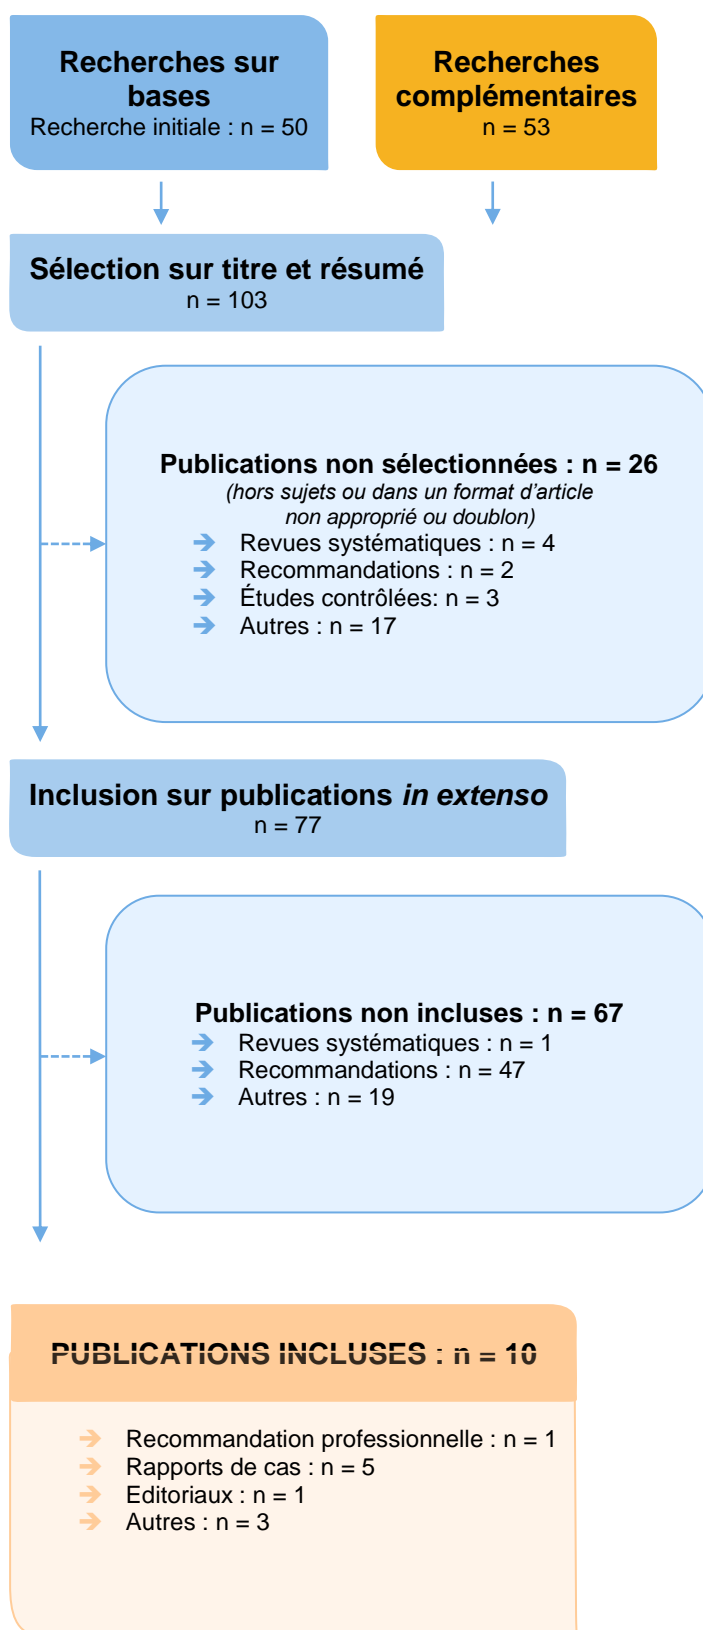 Recherches sur
bases
Recherche initiale : n = 50
Recherches
complémentaires
n = 53
Sélection sur titre et résumé
n = 103
Publications non sélectionnées : n = 26
(hors sujets ou dans un format d’article
non approprié ou doublon)
➔ Revues systématiques : n = 4
➔ Recommandations : n = 2
➔ Études contrôlées: n = 3
➔ Autres : n = 17
Inclusion sur publications in extenso
n = 77
Publications non incluses : n = 67
➔ Revues systématiques : n = 1
➔ Recommandations : n = 47
➔ Autres : n = 19
PUBLICATIONS INCLUSES : n = 10
➔ Recommandation professionnelle : n = 1
➔ Rapports de cas : n = 5
➔ Editoriaux : n = 1
➔ Autres : n = 3